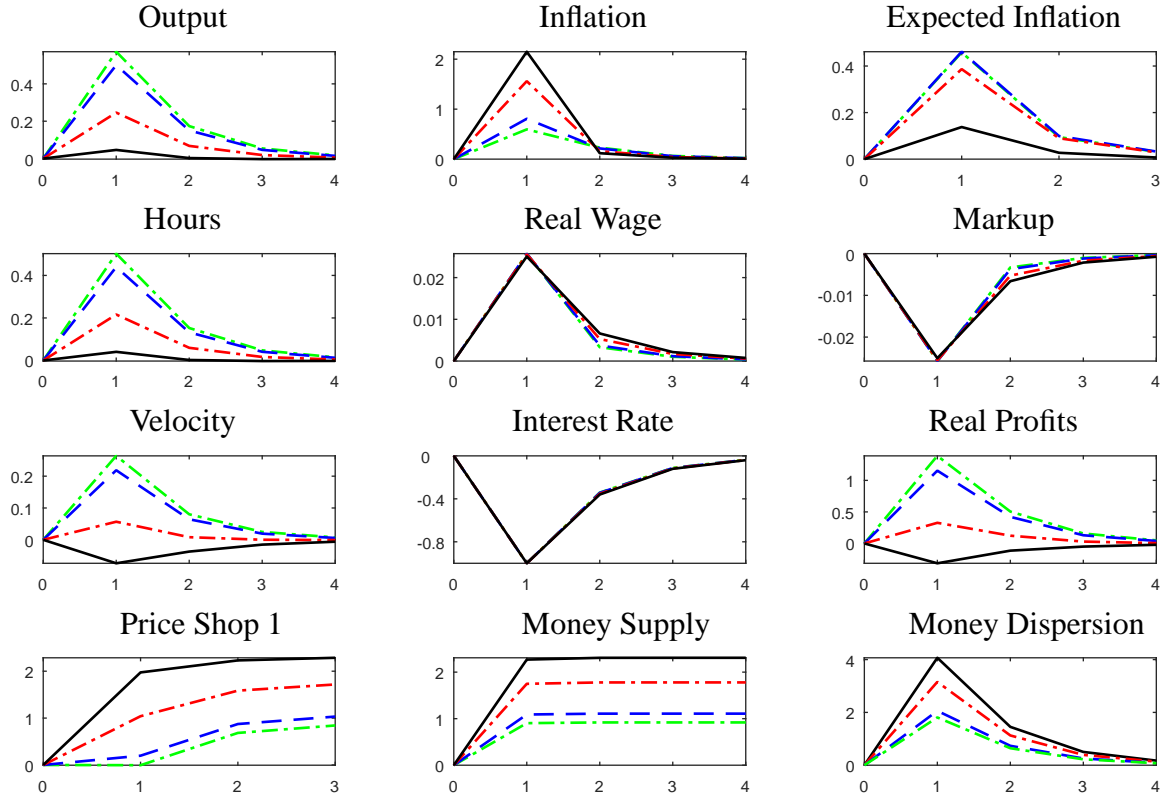 Output Inflation Expected Inflation
0.4
0.2
0
0 1 2 3 4
2
1
0
0 1 2 3 4
0.4
0.2
0
0 1 2 3
Hours Real Wage Markup
0.4
0.2
0
0 1 2 3 4
0.02
0.01
0
0 1 2 3 4
0
-0.01
-0.02
0 1 2 3 4
Velocity Interest Rate Real Profits
0.2
0.1
0
0 1 2 3 4
0
-0.4
-0.8
0 1 2 3 4
1
0.5
0
0 1 2 3 4
Price Shop 1 Money Supply Money Dispersion
2
1
0
0 1 2 3
2
1
0
0 1 2 3 4
4
2
0
0 1 2 3 4